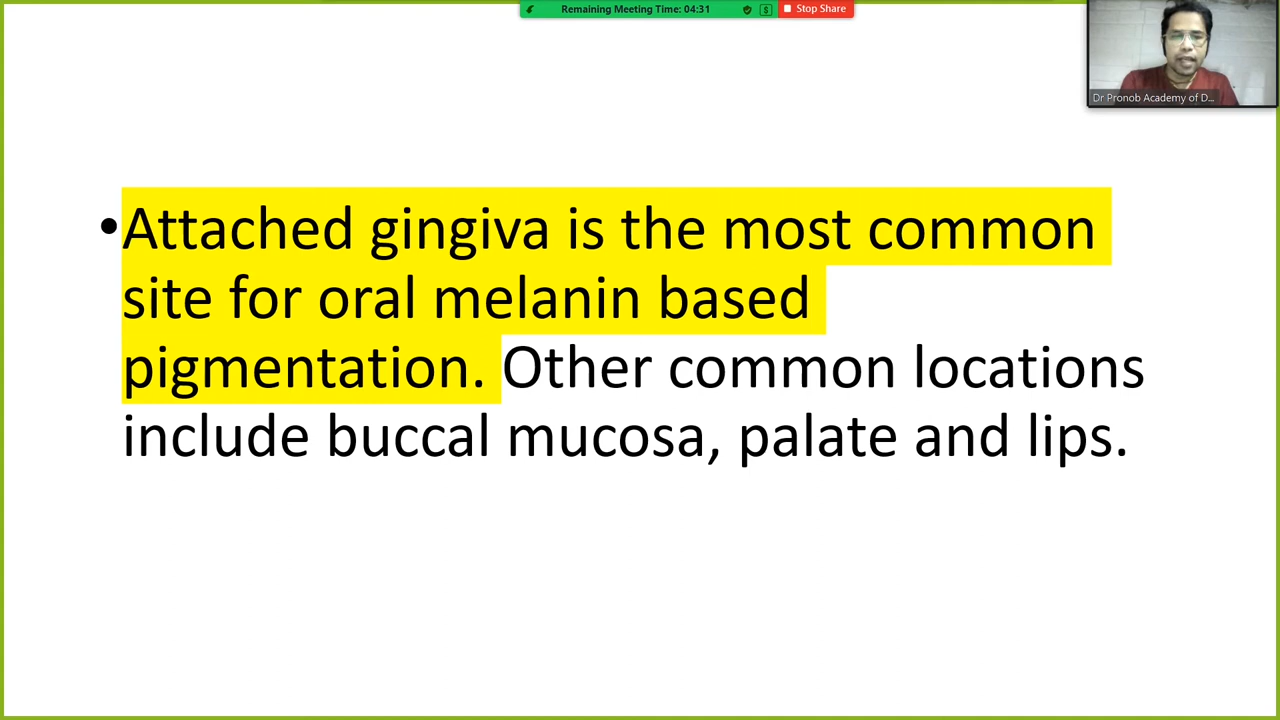 Remaining Meeting Time: 04:31
Stop Share
Dr Pronob Academy of D...
•Attached gingiva is the most common
site for oral melanin based
pigmentation. Other common locations
include buccal mucosa, palate and lips.